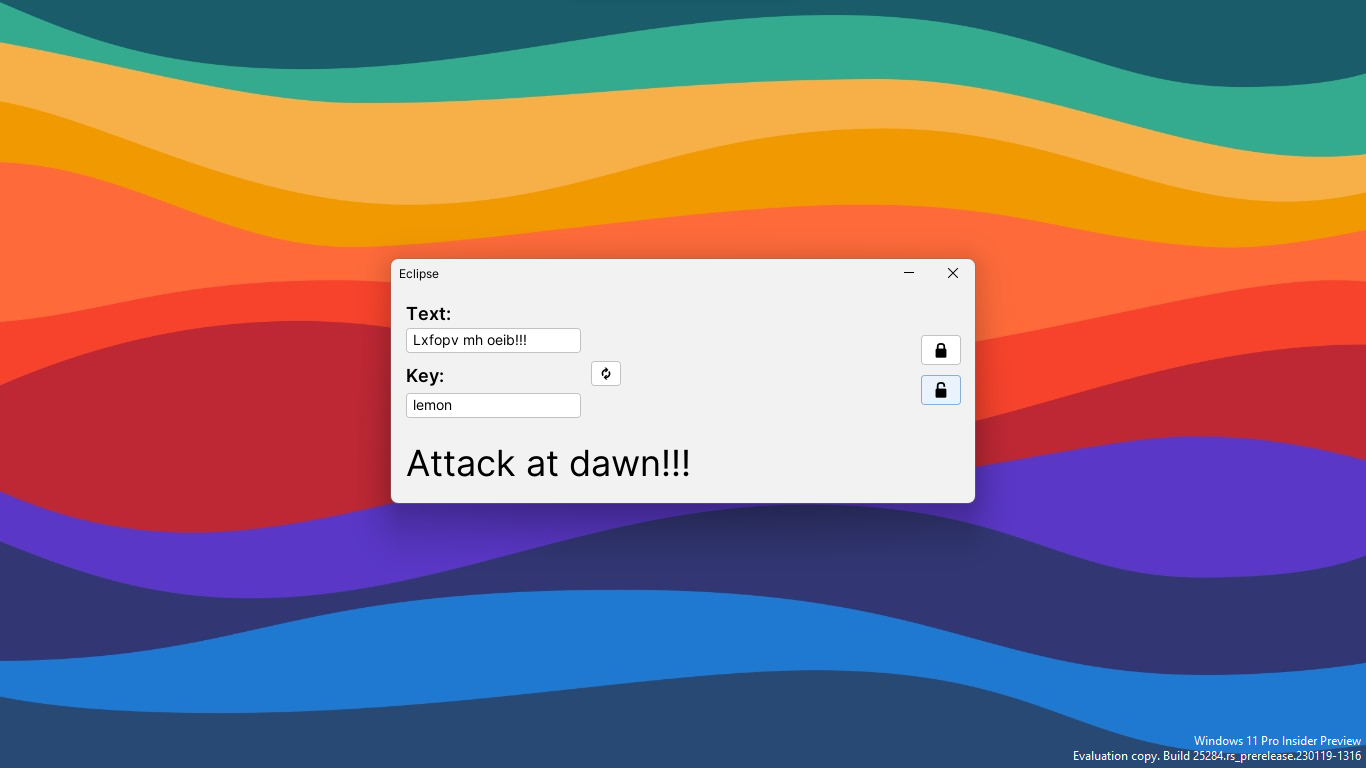 Eclipse
Text:
Lxfopv mh oeib!!!
Key:
lemon
Attack at dawn!!!
Windows 11 Pro Insider Preview
Evaluation copy. Build 25284.rs_prerelease.230119-1316